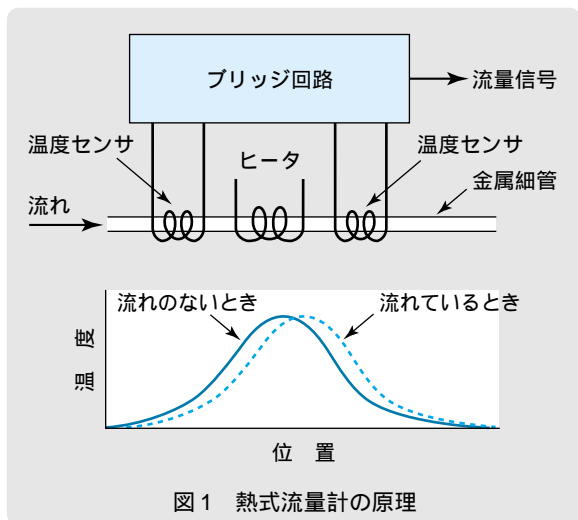 ブリッジ回路
流量信号
温度センサ
ヒータ
温度センサ
金属細管
流れ
流れのないとき
流れているとき
温 度
位 置
図1 熱式流量計の原理